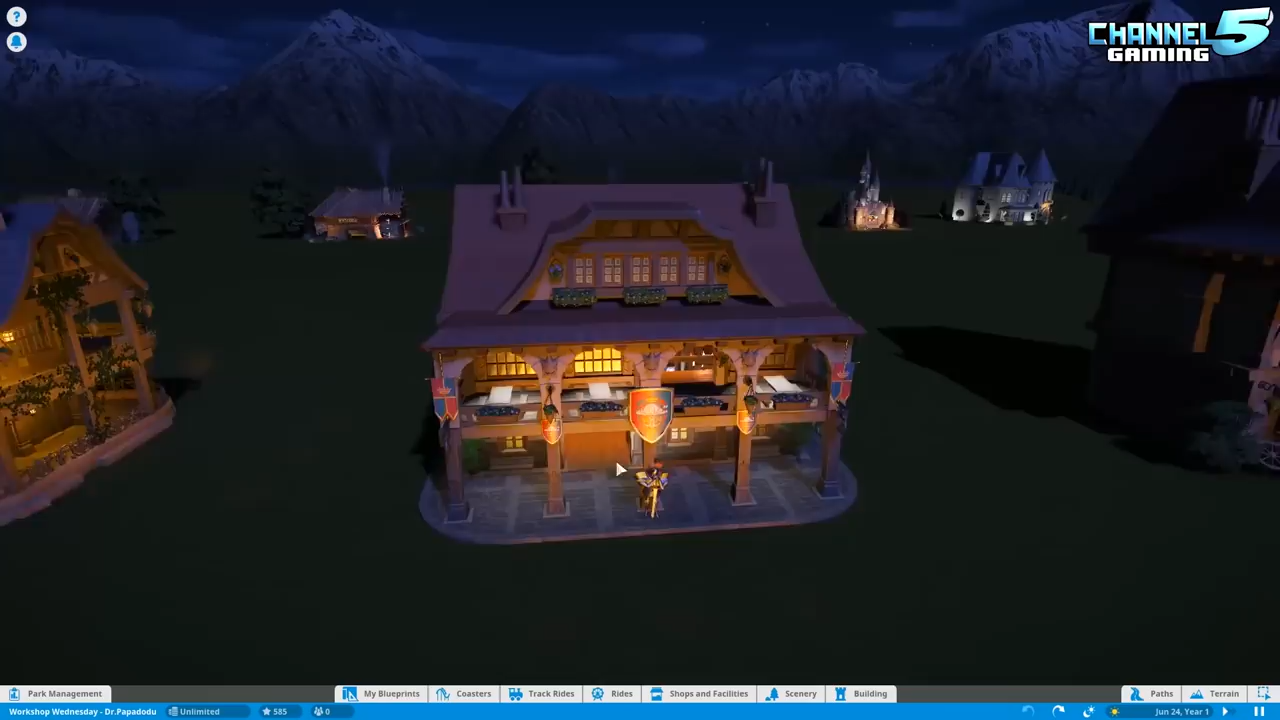 ?
CHANNEL 5
GAMING
Park Management
My Blueprints
Coasters
Track Rides
Rides
Shops and Facilities
Scenery
Building
Paths
Terrain
Workshop Wednesday - Dr.Papadodu
Unlimited
585
0
Jun 24, Year 1